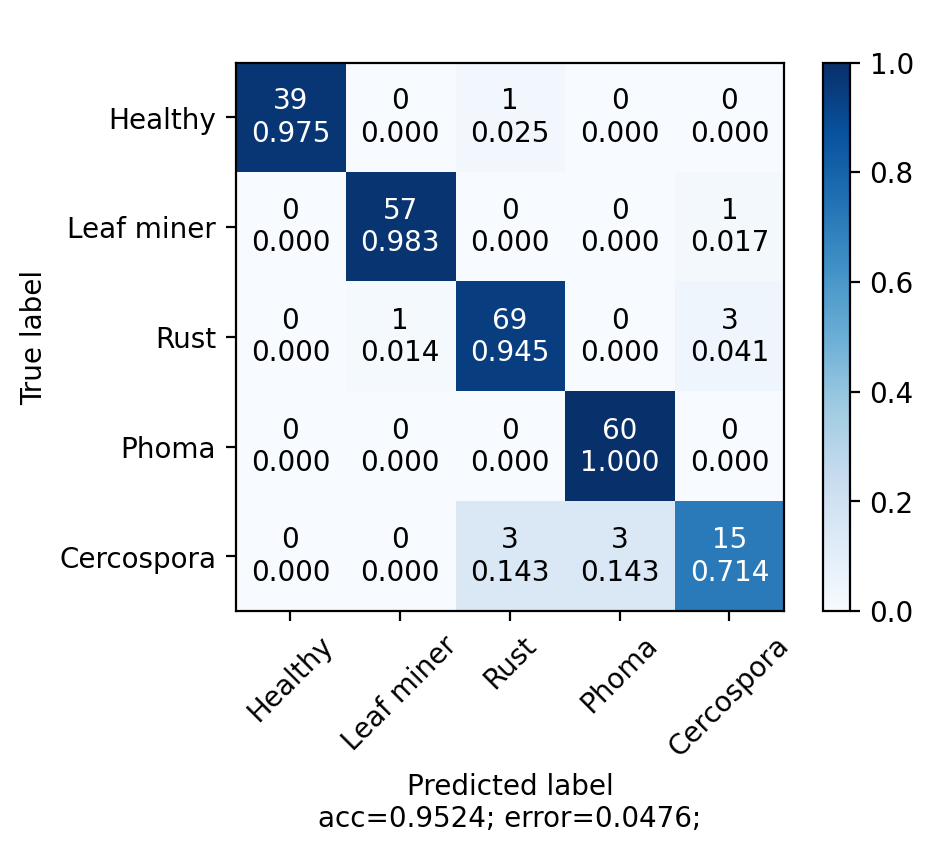 39 0 1 0 0 1.0
Healthy 0.975 0.000 0.025 0.000 0.000
0 57 0 0 1 0.8
Leaf miner 0.000 0.983 0.000 0.000 0.017
0 1 69 0 3 0.6
Rust 0.000 0.014 0.945 0.000 0.041
True label
0 0 0 60 0 0.4
Phoma 0.000 0.000 0.000 1.000 0.000
0 0 3 3 15 0.2
Cercospora 0.000 0.000 0.143 0.143 0.714
0.0
Healthy Leaf miner Rust Phoma Cercospora
Predicted label
acc=0.9524; error=0.0476;